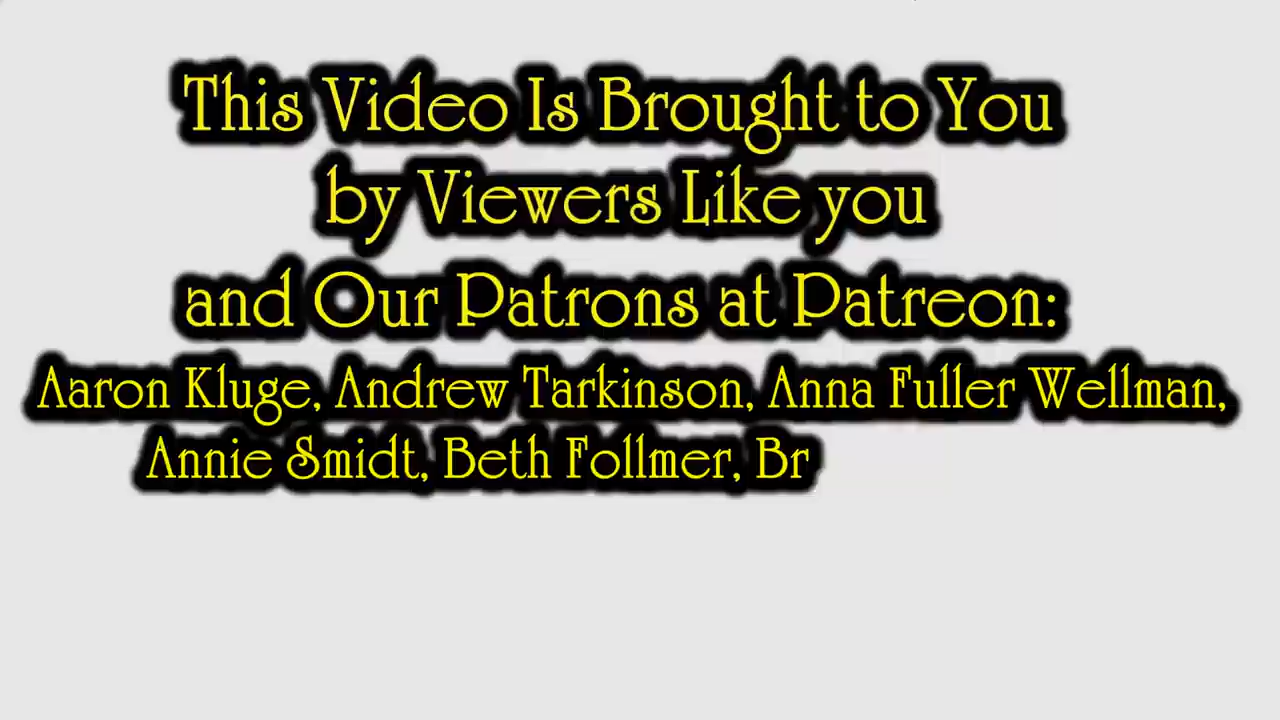 This Video Is Brought to You
by Viewers Like you
and Our Patrons at Patreon:
Aaron Kluge, Andrew Tarkinson, Anna Fuller Wellman,
Annie Smidt, Beth Follmer, Br